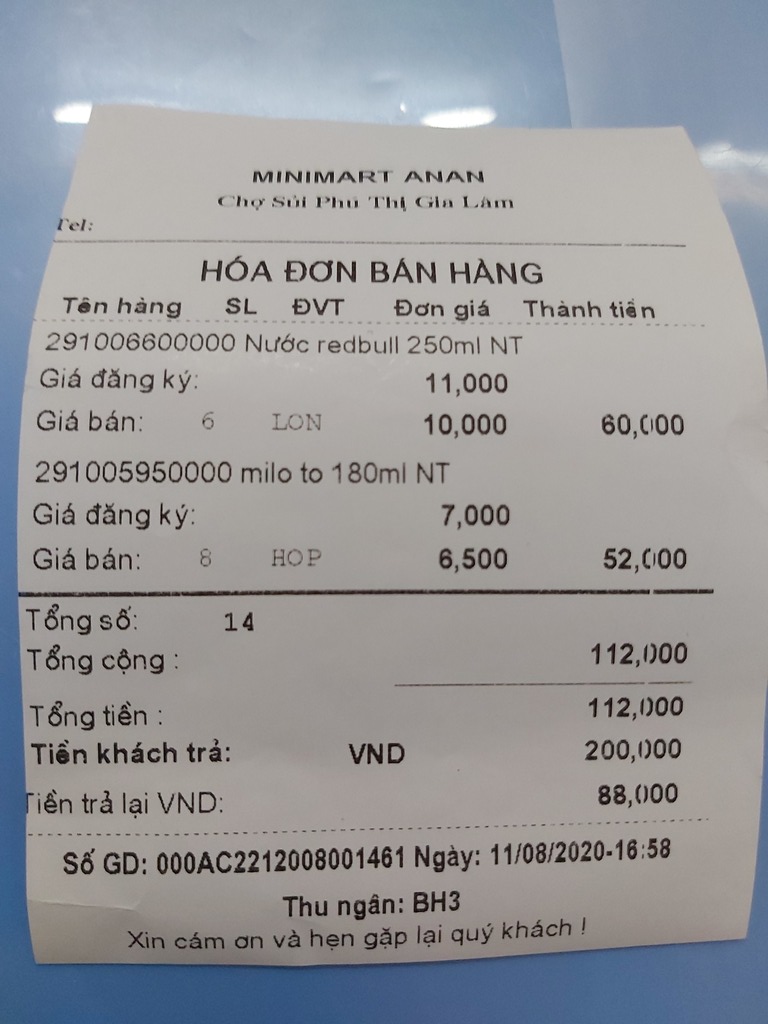 MINIMART ANAN
Chợ Sủi Phú Thị Gia Lâm
Tel:
HÓA ĐƠN BÁN HÀNG
Tên hàng SL ĐVT Đơn giá Thành tiền
291006600000 Nước redbull 250ml NT
Giá đăng ký: 11,000
Giá bán: 6 LON 10,000 60,000
291005950000 milo to 180ml NT
Giá đăng ký: 7,000
Giá bán: 8 HOP 6,500 52,000
Tổng số: 14
Tổng cộng : 112,000
Tổng tiền : 112,000
Tiền khách trả: VND 200,000
Tiền trả lại VND: 88,000
Số GD: 000AC2212008001461 Ngày: 11/08/2020-16:58
Thu ngân: BH3
Xin cám ơn và hẹn gặp lại quý khách !